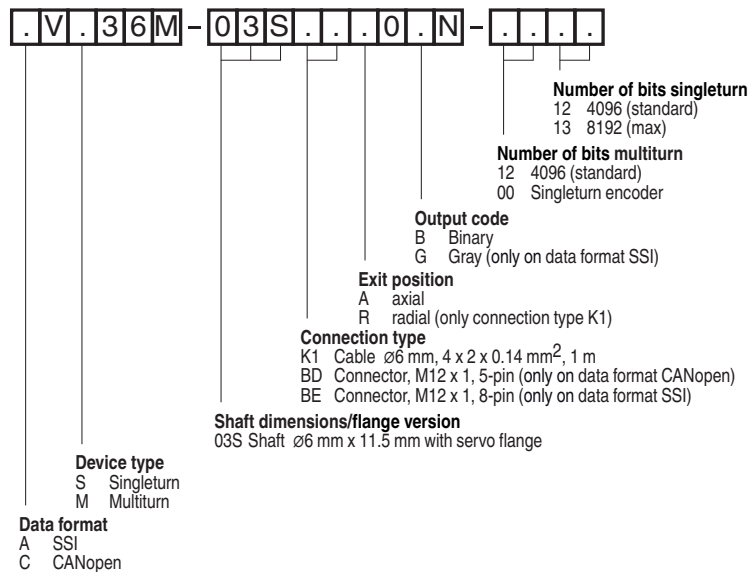 . V . 3 6 M - 0 3 S . . . 0 . N - . . . .
Number of bits singleturn
12 4096 (standard)
13 8192 (max)
Number of bits multiturn
12 4096 (standard)
00 Singleturn encoder
Output code
B Binary
G Gray (only on data format SSI)
Exit position
A axial
R radial (only connection type K1)
Connection type
K1 Cable ⌀6 mm, 4 x 2 x 0.14 mm², 1 m
BD Connector, M12 x 1, 5-pin (only on data format CANopen)
BE Connector, M12 x 1, 8-pin (only on data format SSI)
Shaft dimensions/flange version
03S Shaft ⌀6 mm x 11.5 mm with servo flange
Device type
S Singleturn
M Multiturn
Data format
A SSI
C CANopen